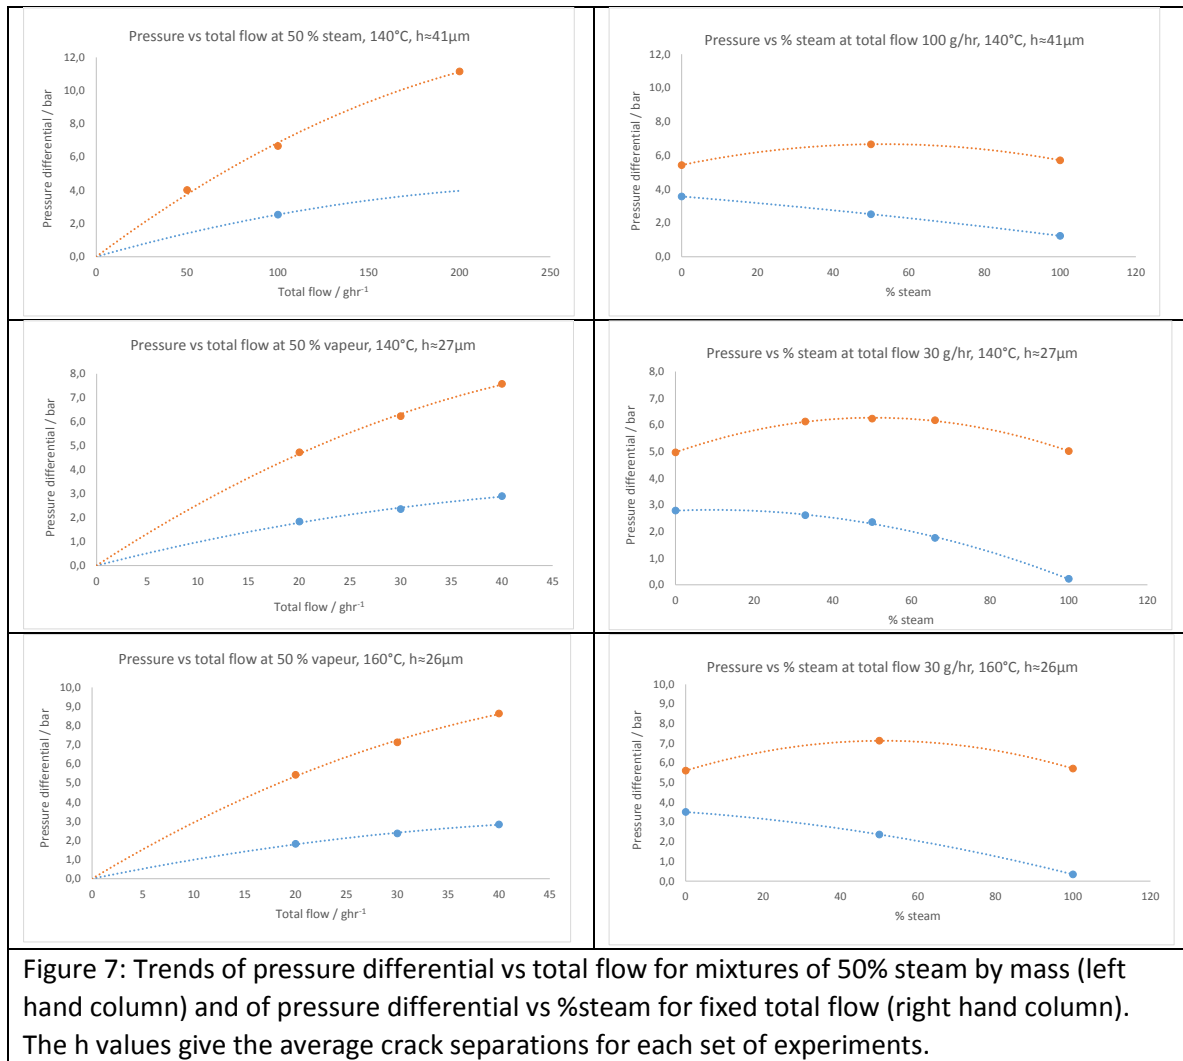 Pressure vs total flow at 50 % steam, 140°C, h≈41μm
Pressure differential / bar
12,0
10,0
8,0
6,0
4,0
2,0
0,0
0 50 100 150 200 250
Total flow / ghr⁻¹
Pressure vs % steam at total flow 100 g/hr, 140°C, h≈41μm
Pressure differential / bar
12,0
10,0
8,0
6,0
4,0
2,0
0,0
0 20 40 60 80 100 120
% steam
Pressure vs total flow at 50 % vapeur, 140°C, h≈27μm
Pressure differential / bar
8,0
7,0
6,0
5,0
4,0
3,0
2,0
1,0
0,0
0 5 10 15 20 25 30 35 40 45
Total flow / ghr⁻¹
Pressure vs % steam at total flow 30 g/hr, 140°C, h≈27μm
Pressure differential / bar
8,0
7,0
6,0
5,0
4,0
3,0
2,0
1,0
0,0
0 20 40 60 80 100 120
% steam
Pressure vs total flow at 50 % vapeur, 160°C, h≈26μm
Pressure differential / bar
10,0
9,0
8,0
7,0
6,0
5,0
4,0
3,0
2,0
1,0
0,0
0 5 10 15 20 25 30 35 40 45
Total flow / ghr⁻¹
Pressure vs % steam at total flow 30 g/hr, 160°C, h≈26μm
Pressure differential / bar
10,0
9,0
8,0
7,0
6,0
5,0
4,0
3,0
2,0
1,0
0,0
0 20 40 60 80 100 120
% steam
Figure 7: Trends of pressure differential vs total flow for mixtures of 50% steam by mass (left
hand column) and of pressure differential vs %steam for fixed total flow (right hand column).
The h values give the average crack separations for each set of experiments.